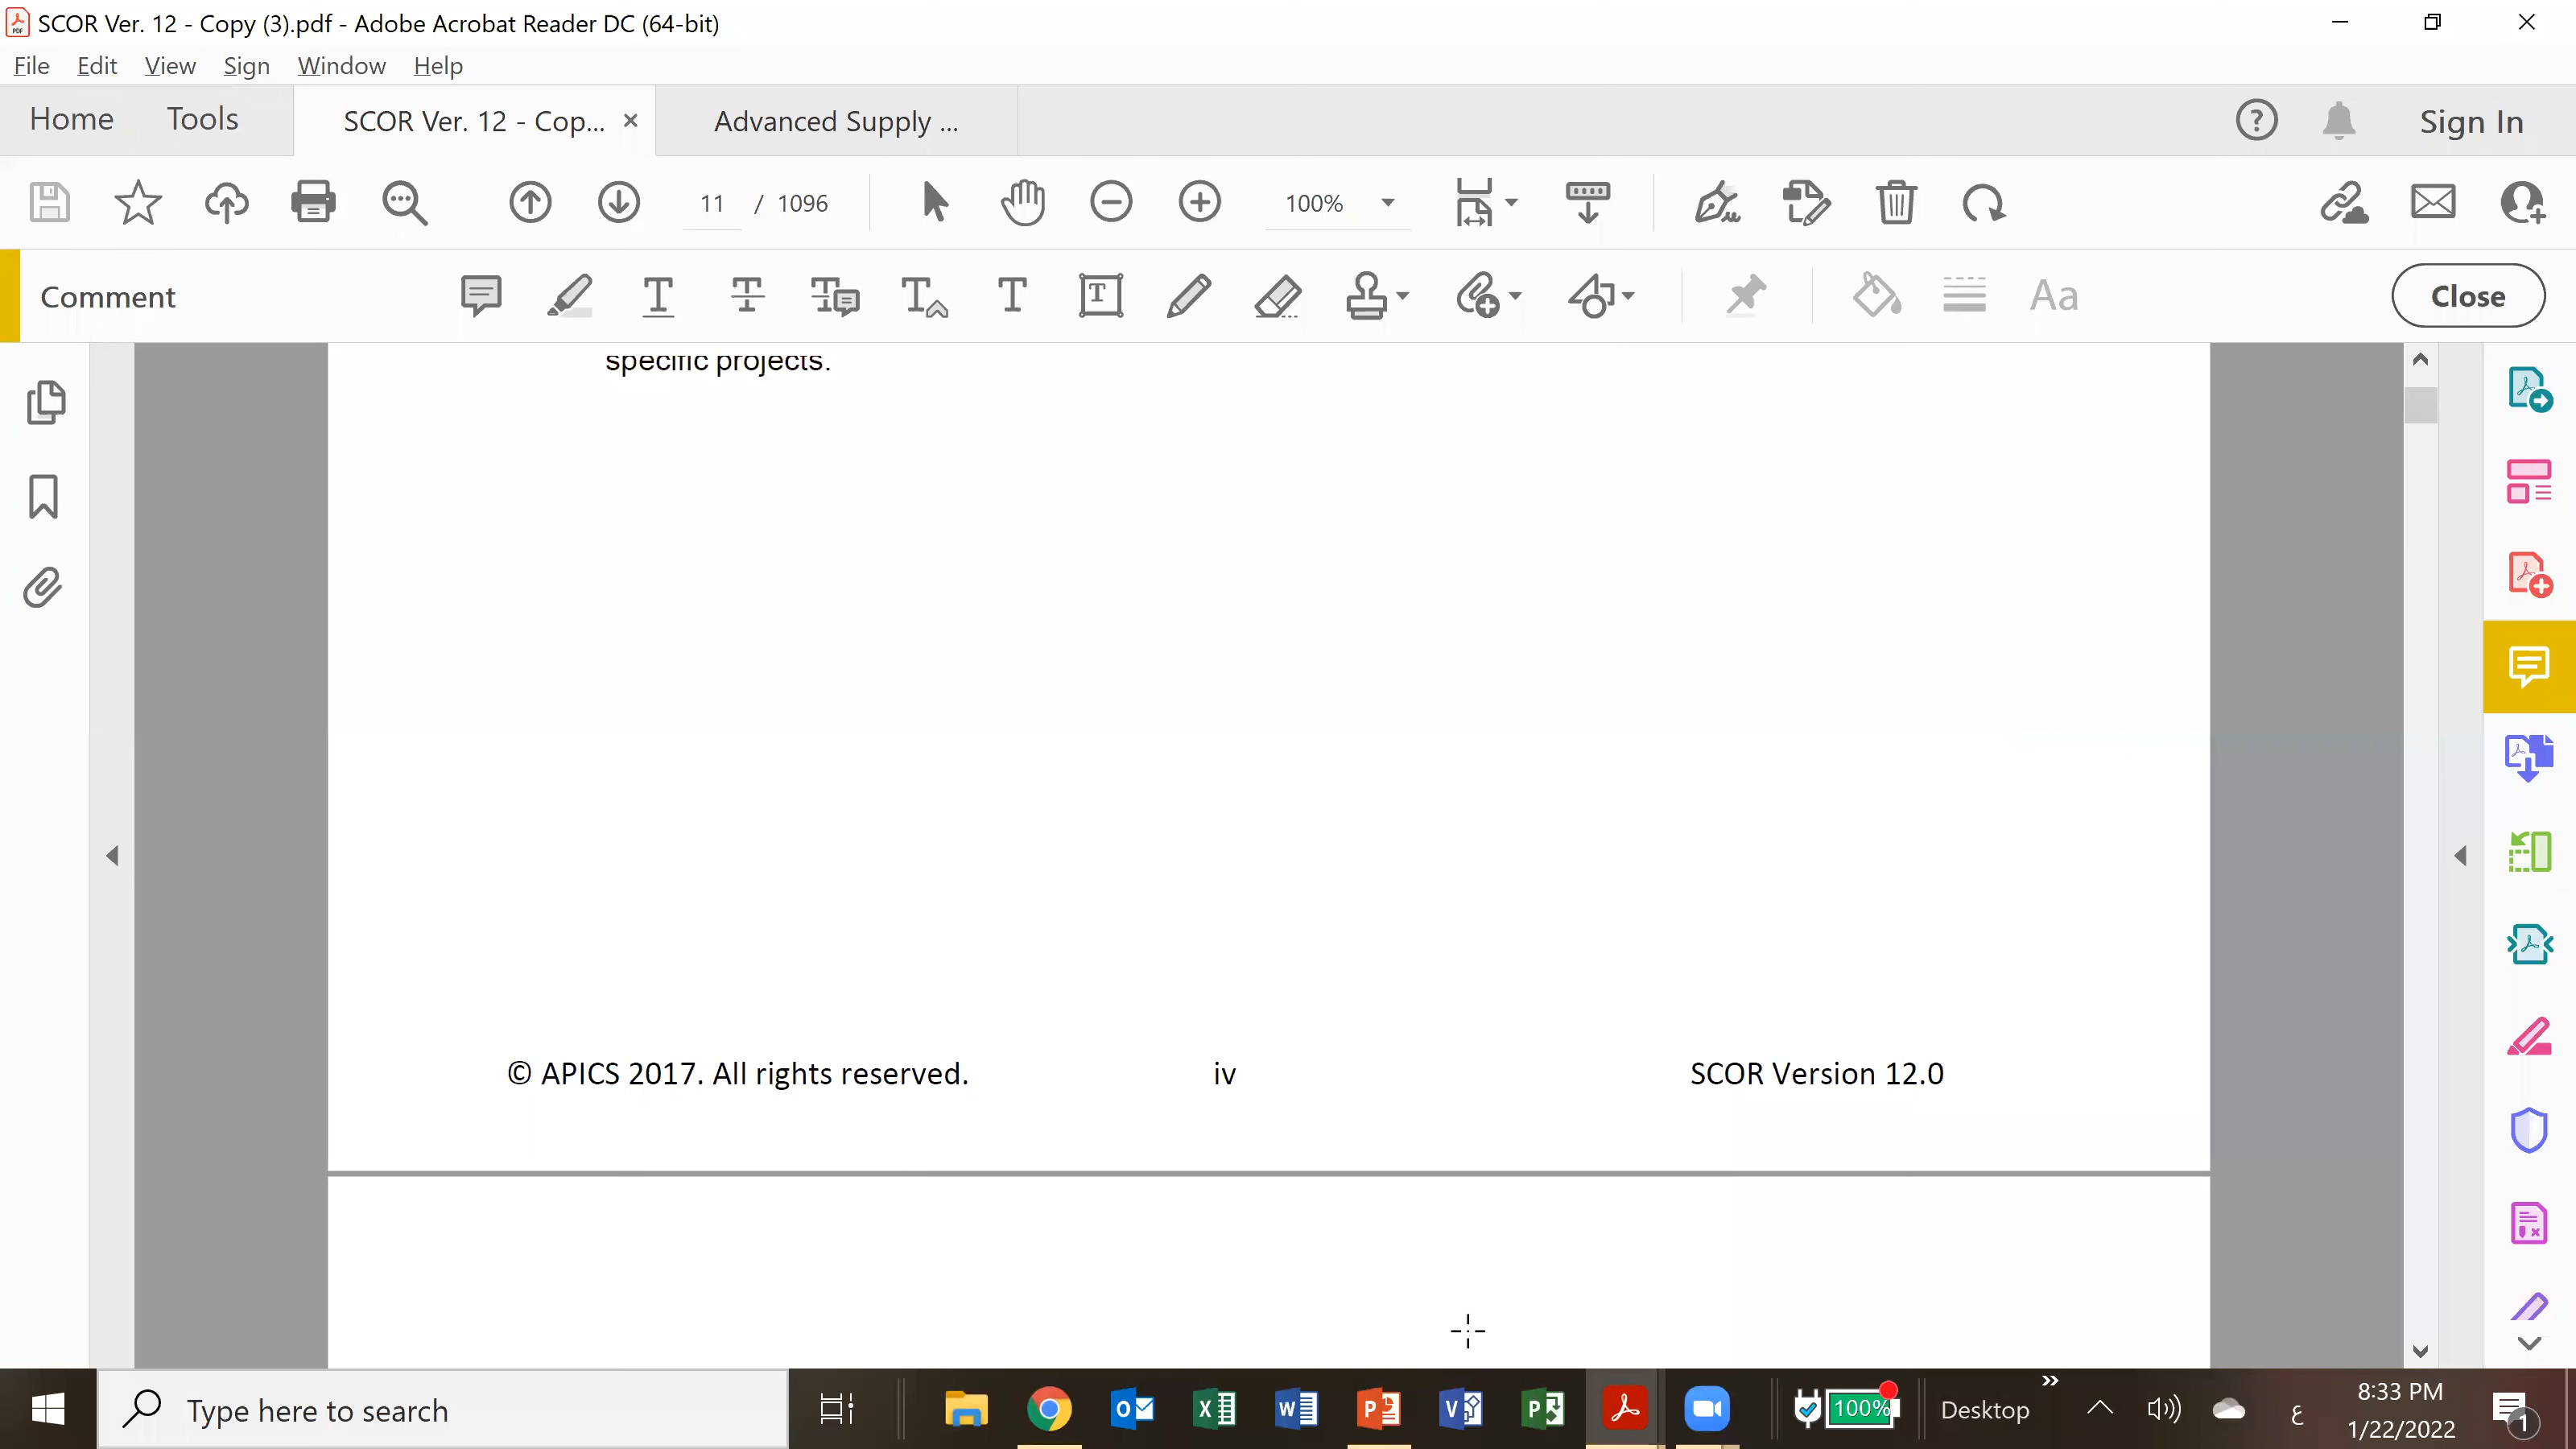 SCOR Ver. 12 - Copy (3).pdf - Adobe Acrobat Reader DC (64-bit)
File Edit View Sign Window Help
Home Tools SCOR Ver. 12 - Cop... Advanced Supply ... Sign In
11 / 1096 100%
Comment Aa Close
specific projects.
© APICS 2017. All rights reserved. iv SCOR Version 12.0
Type here to search 100% Desktop ع 8:33 PM
1/22/2022 1